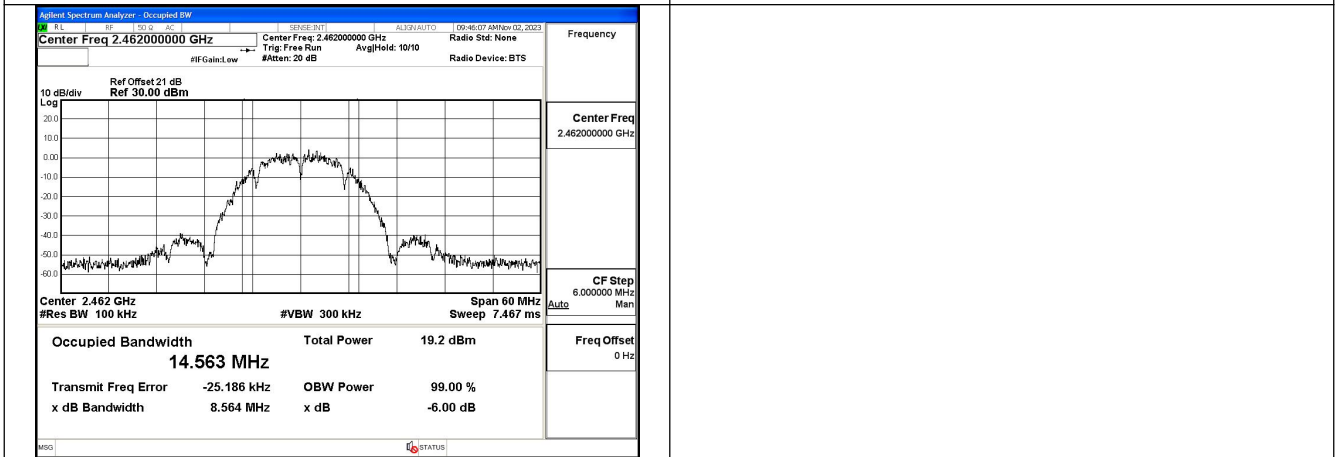 Agilent Spectrum Analyzer - Occupied BW
RL RF 50 Ω AC SENSE:INT ALIGNAUTO 09:46:07 AM Nov 02, 2023
Center Freq 2.462000000 GHz
Center Freq: 2.462000000 GHz
Radio Std: None
Trig: Free Run Avg|Hold: 10/10
#IFGain:Low #Atten: 20 dB Radio Device: BTS
Frequency
Ref Offset 21 dB
10 dB/div Ref 30.00 dBm
Log
20.0
10.0
0.00
-10.0
-20.0
-30.0
-40.0
-50.0
-60.0
Center 2.462 GHz Span 60 MHz
#Res BW 100 kHz #VBW 300 kHz Sweep 7.467 ms
Center Freq
2.462000000 GHz
CF Step
6.000000 MHz
Auto Man
Freq Offset
0 Hz
Occupied Bandwidth Total Power 19.2 dBm
14.563 MHz
Transmit Freq Error -25.186 kHz OBW Power 99.00 %
x dB Bandwidth 8.564 MHz x dB -6.00 dB
MSG STATUS